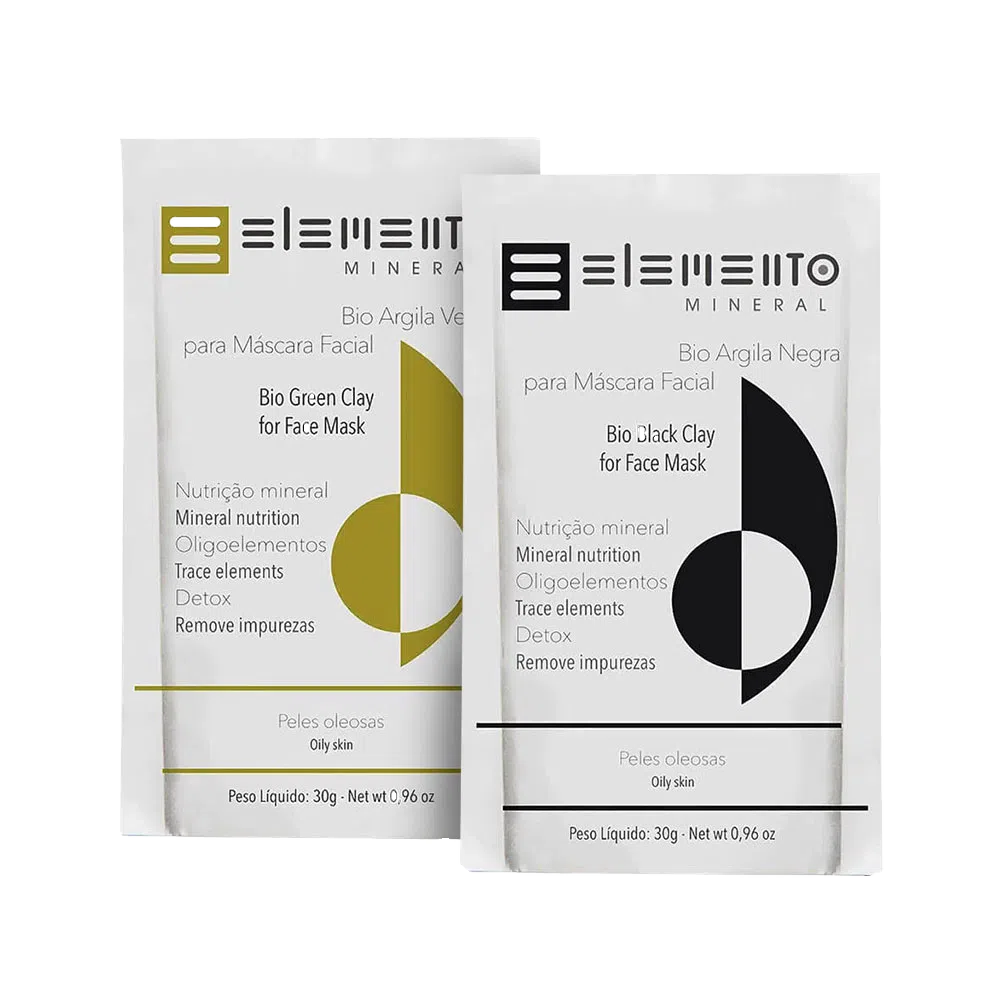 elemento
MINERA
Bio Argila Ve
para Máscara Facial
Bio Green Clay
for Face Mask
Nutrição mineral
Mineral nutrition
Oligoelementos
Trace elements
Detox
Remove impurezas
Peles oleosas
Oily skin
Peso Líquido: 30g - Net wt 0,96 oz
elemento
MINERAL
Bio Argila Negra
para Máscara Facial
Bio Black Clay
for Face Mask
Nutrição mineral
Mineral nutrition
Oligoelementos
Trace elements
Detox
Remove impurezas
Peles oleosas
Oily skin
Peso Líquido: 30g - Net wt 0,96 oz